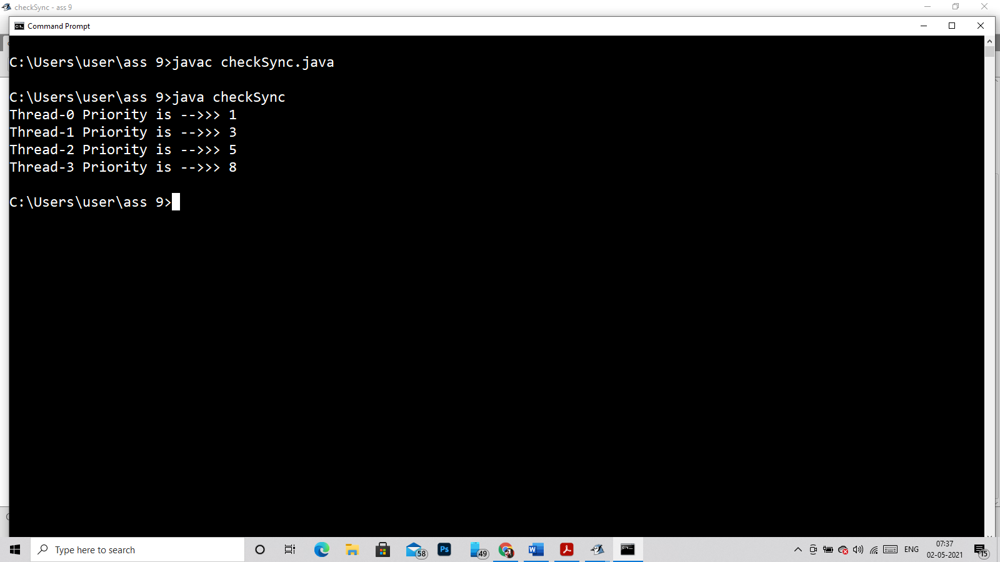 checkSync - ass 9
Command Prompt
C:\Users\user\ass 9>javac checkSync.java
C:\Users\user\ass 9>java checkSync
Thread-0 Priority is -->>> 1
Thread-1 Priority is -->>> 3
Thread-2 Priority is -->>> 5
Thread-3 Priority is -->>> 8
C:\Users\user\ass 9>
Type here to search
58
Ps
49
W
ENG
07:37
02-05-2021
15